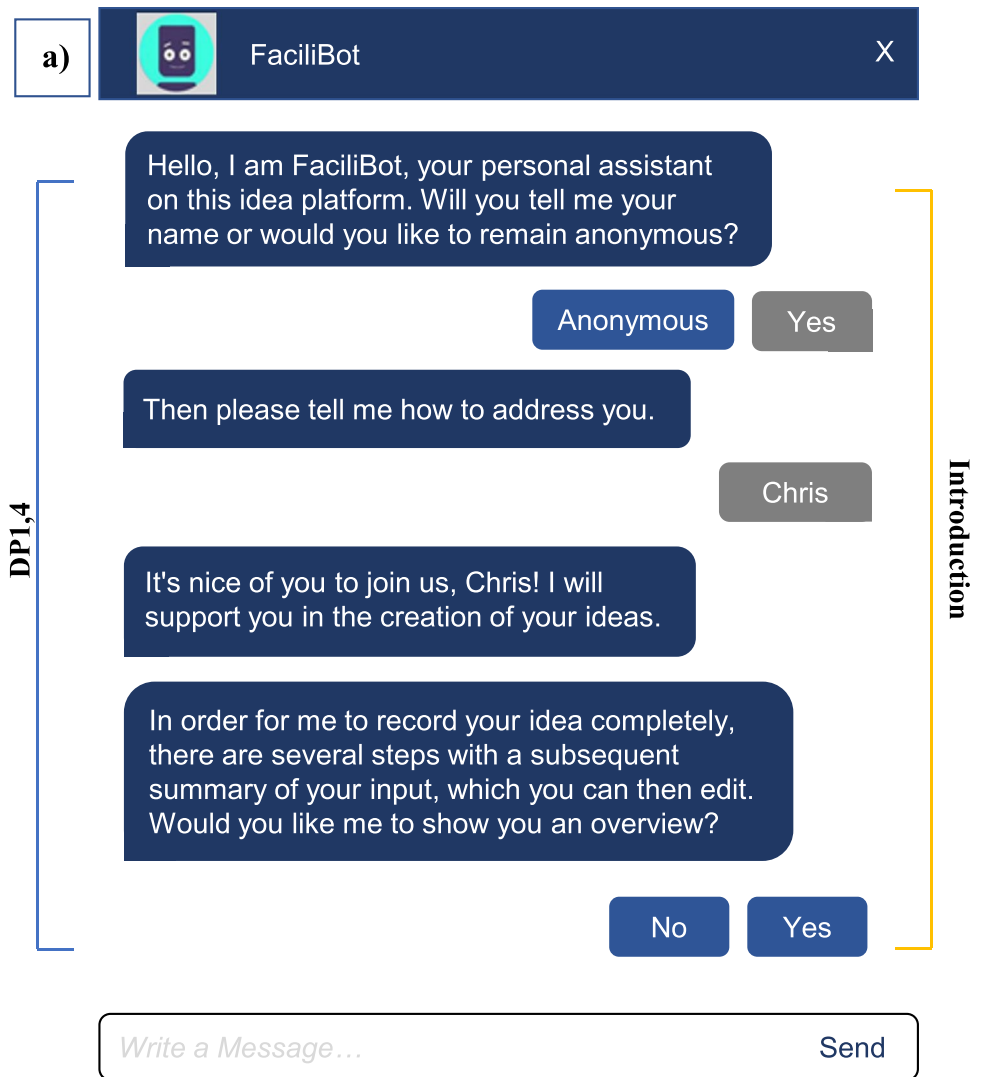 a)
FaciliBot
X
Hello, I am FaciliBot, your personal assistant
on this idea platform. Will you tell me your
name or would you like to remain anonymous?
Anonymous
Yes
Then please tell me how to address you.
Chris
It's nice of you to join us, Chris! I will
support you in the creation of your ideas.
In order for me to record your idea completely,
there are several steps with a subsequent
summary of your input, which you can then edit.
Would you like me to show you an overview?
No
Yes
DP1,4
Introduction
Write a Message…
Send